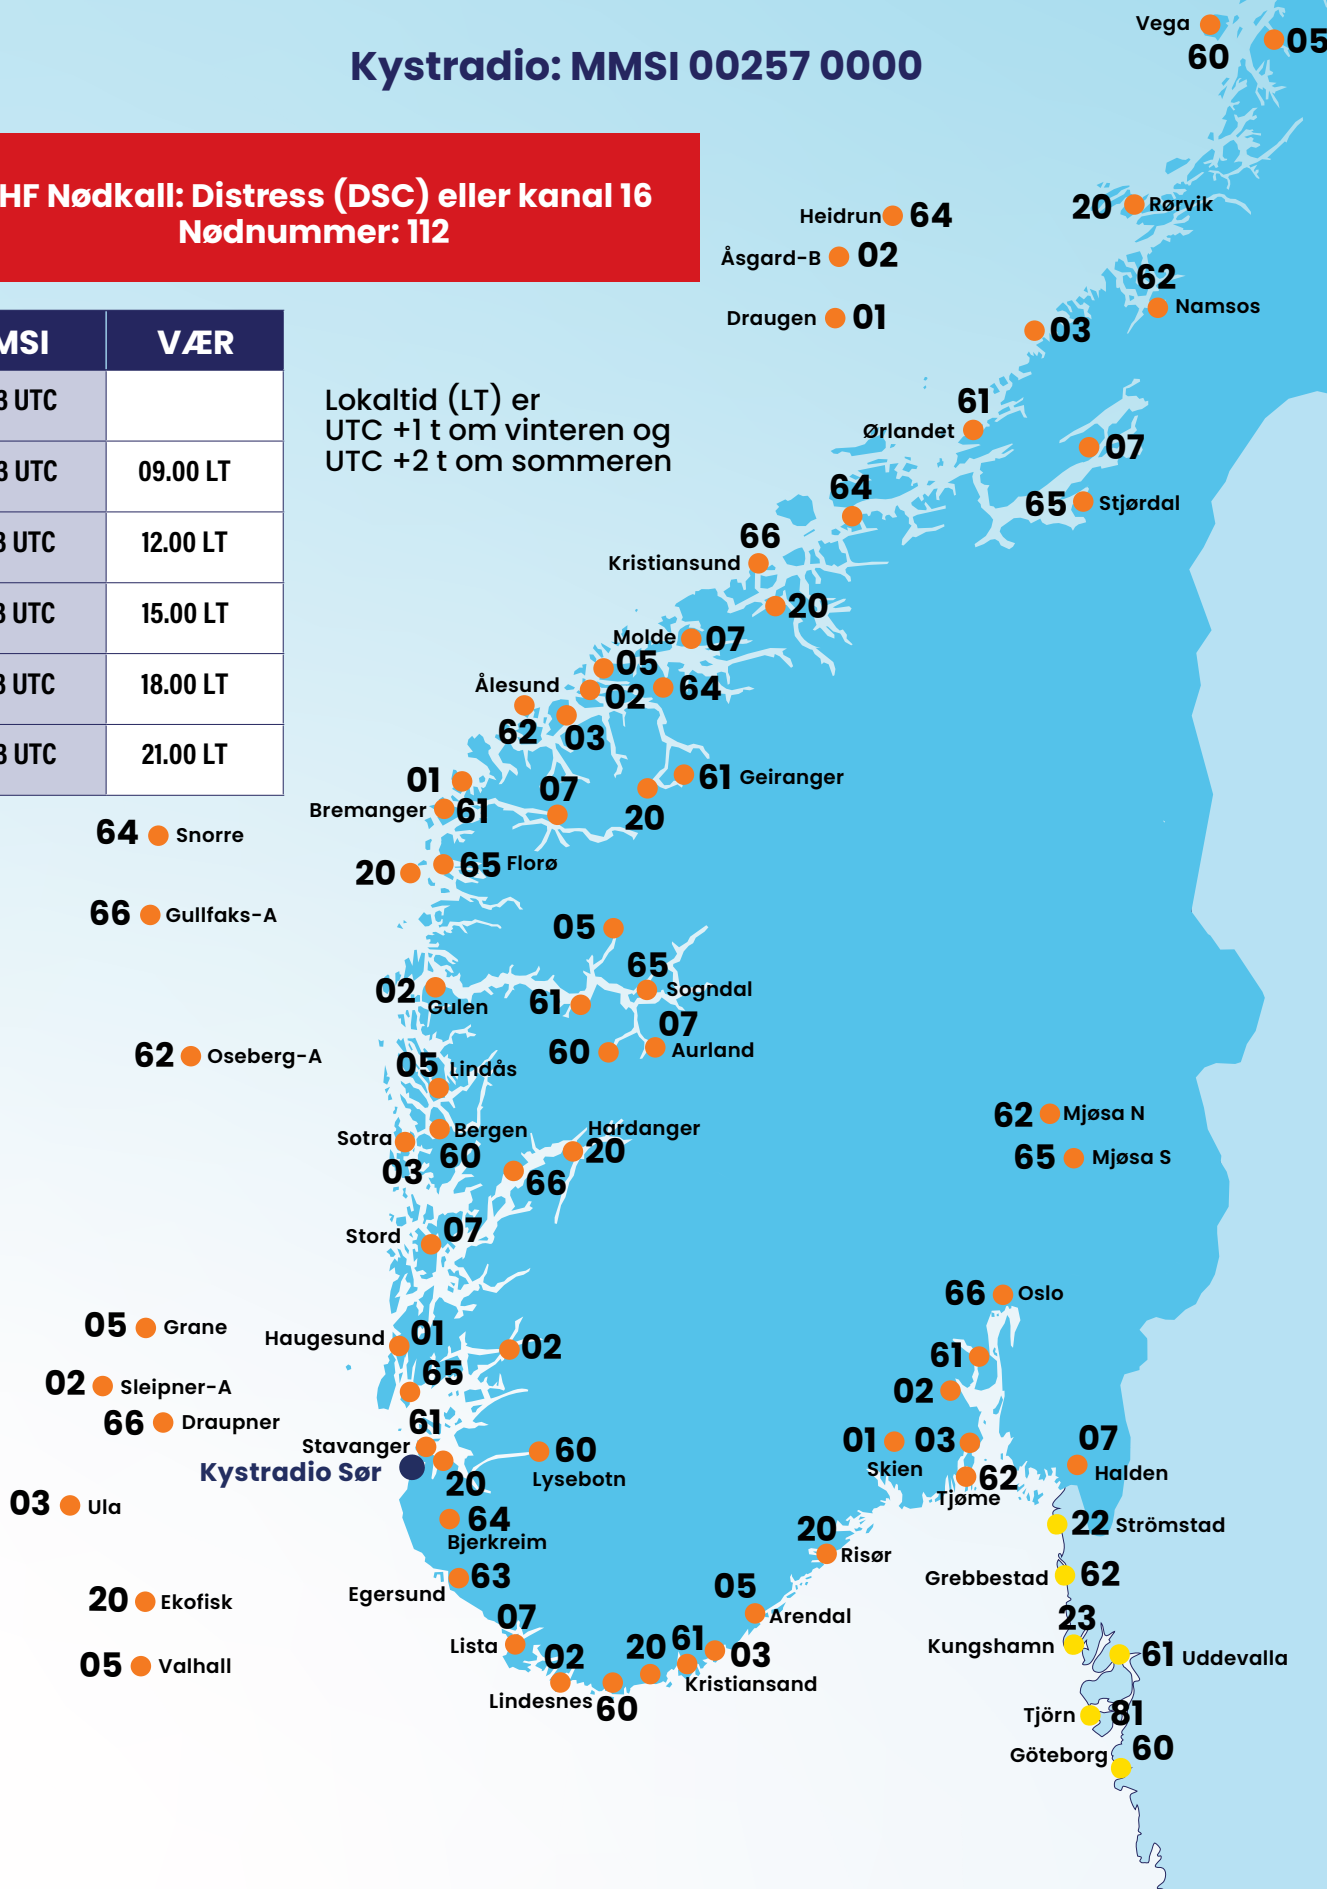 Vega
60
05
Kystradio: MMSI 00257 0000
HF Nødkall: Distress (DSC) eller kanal 16
Nødnummer: 112
Heidrun 64
Åsgard-B 02
Draugen 01
20 Rørvik
62
Namsos
03
MSI VÆR
3 UTC
3 UTC 09.00 LT
3 UTC 12.00 LT
3 UTC 15.00 LT
3 UTC 18.00 LT
3 UTC 21.00 LT
Lokaltid (LT) er
UTC +1 t om vinteren og
UTC +2 t om sommeren
61
Ørlandet
07
65 Stjørdal
64
66
Kristiansund
20
Molde 07
05
Ålesund
02
64
62
03
01
07
61 Geiranger
Bremanger 61
20
64 Snorre
20
65 Florø
66 Gullfaks-A
05
65
Sogndal
02
Gulen
61
07
Aurland
60
62 Oseberg-A
05 Lindås
Bergen
60
Sotra
03
Hardanger
20
66
62 Mjøsa N
65 Mjøsa S
Stord 07
66 Oslo
05 Grane
Haugesund 01
02
61
02 Sleipner-A
65
02
66 Draupner
61
Stavanger
Kystradio Sør
20
60
Lysebotn
01
Skien
03
07
Halden
62
Tjøme
03 Ula
64
Bjerkreim
22 Strömstad
20
Risør
63
Egersund
Grebbestad 62
20 Ekofisk
05
Arendal
07
Lista
23
Kungshamn
61 Uddevalla
05 Valhall
02
Lindesnes
60
20
61
Kristiansand
03
Tjörn 81
Göteborg 60